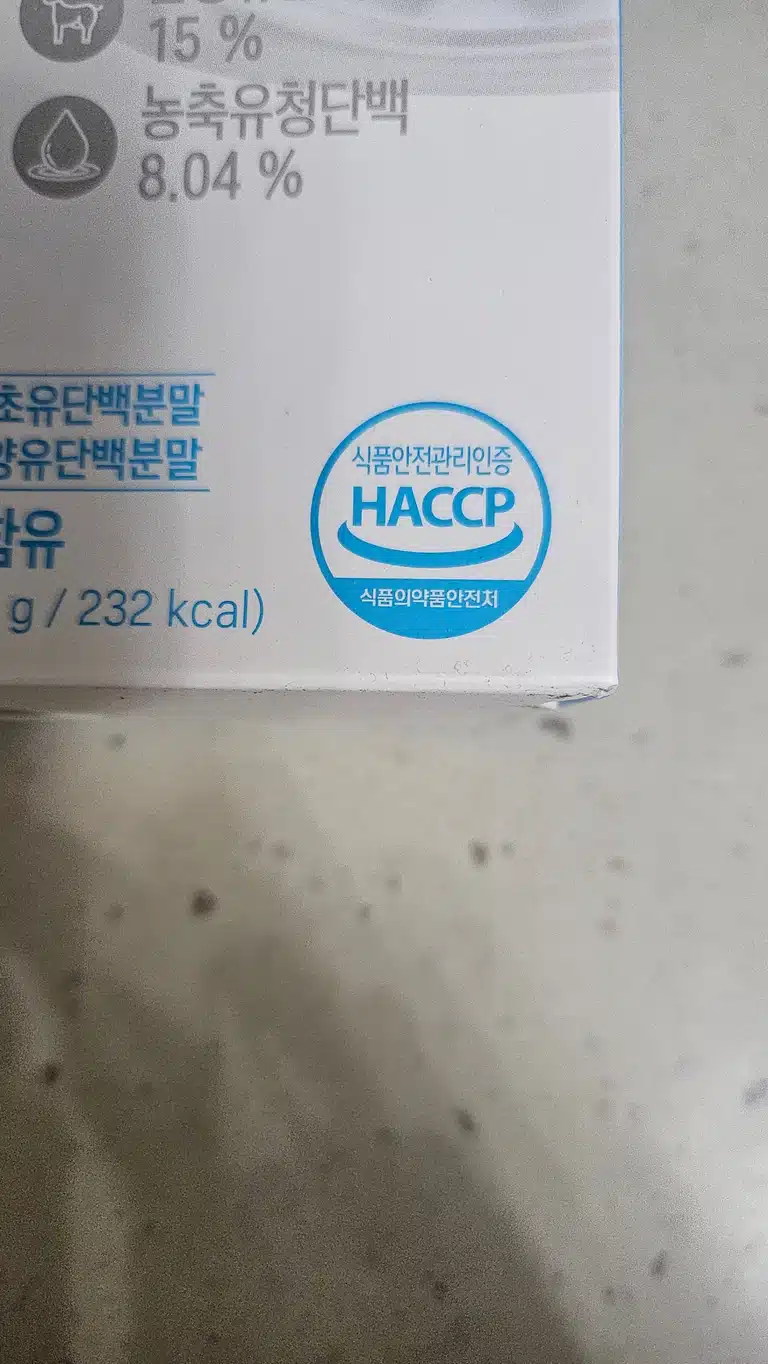 15 %
농축유청단백
8.04 %
초유단백분말
양유단백분말
함유
g / 232 kcal)
식품안전관리인증
HACCP
식품의약품안전처